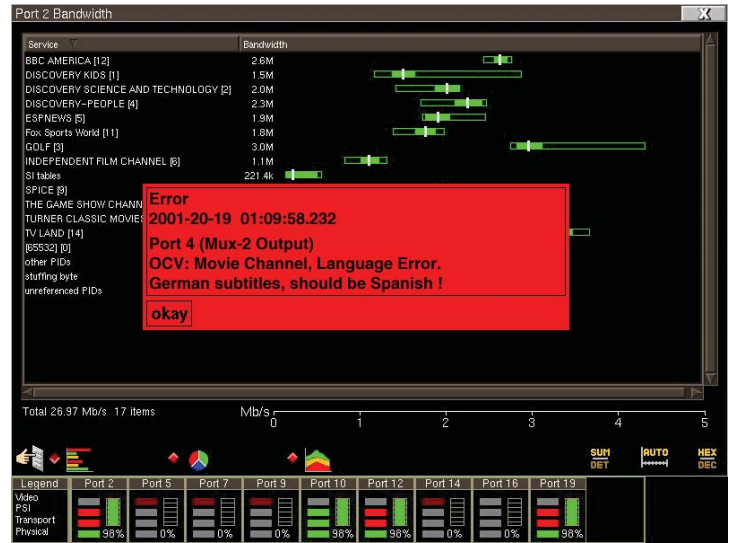 Port 2 Bandwidth X
Service Bandwidth
BBC AMERICA [12] 2.6M
DISCOVERY KIDS [1] 1.5M
DISCOVERY SCIENCE AND TECHNOLOGY [2] 2.0M
DISCOVERY-PEOPLE [4] 2.3M
ESPNEWS [5] 1.9M
Fox Sports World [11] 1.8M
GOLF [3] 3.0M
INDEPENDENT FILM CHANNEL [6] 1.1M
SI tables 221.4k
SPICE [9]
THE GAME SHOW CHANN
TURNER CLASSIC MOVIES
TV LAND [14]
[65532] [0]
other PIDs
stuffing byte
unreferenced PIDs
Error
2001-20-19 01:09:58.232
Port 4 (Mux-2 Output)
OCV: Movie Channel, Language Error.
German subtitles, should be Spanish !
okay
Total 26.97 Mb/s 17 items Mb/s
0 1 2 3 4 5
SUM DET AUTO HEX DEC
Legend Port 2 Port 5 Port 7 Port 9 Port 10 Port 12 Port 14 Port 16 Port 19
Video
PSI
Transport
Physical 98% 0% 0% 0% 98% 98% 0% 0% 98%